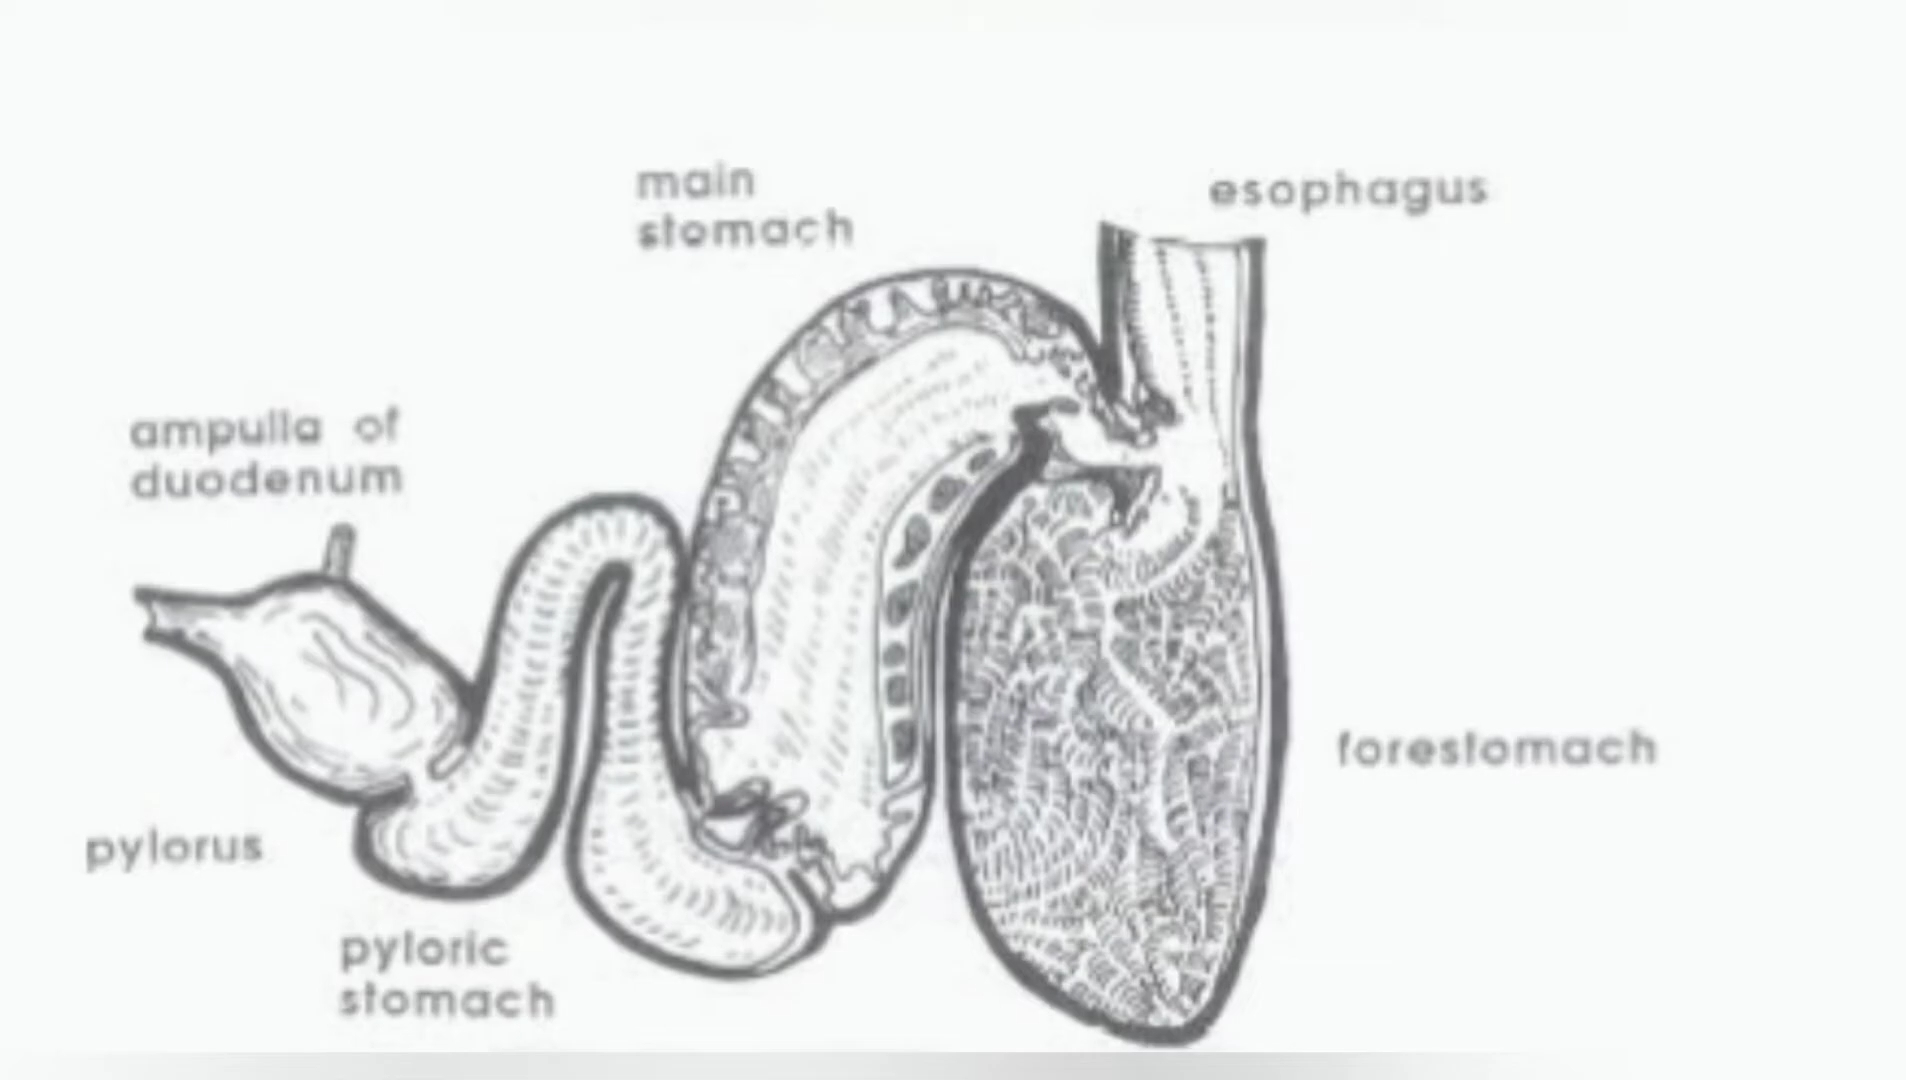 main
stomach
esophagus
ampulla of
duodenum
forestomach
pylorus
pyloric
stomach